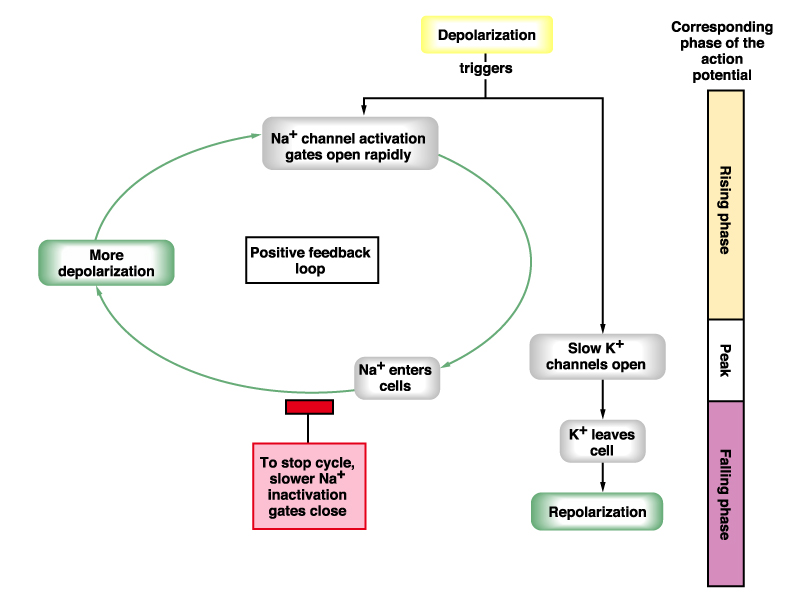 Depolarization
triggers
Corresponding
phase of the
action
potential
Na+ channel activation
gates open rapidly
Rising phase
More
depolarization
Positive feedback
loop
Slow K+
channels open
Peak
Na+ enters
cells
K+ leaves
cell
To stop cycle,
slower Na+
inactivation
gates close
Repolarization
Falling phase